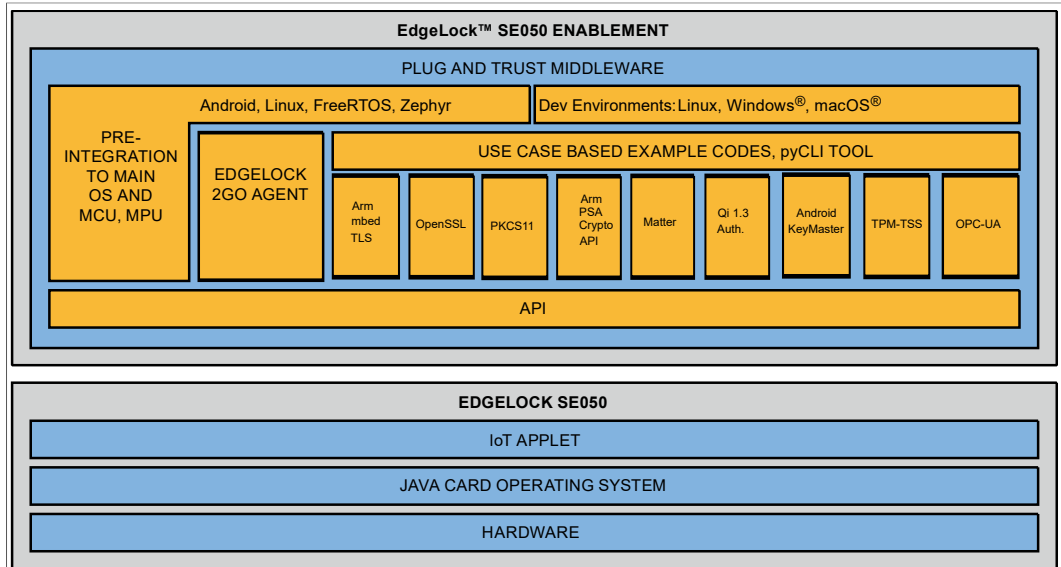 EdgeLock™ SE050 ENABLEMENT
PLUG AND TRUST MIDDLEWARE
Android, Linux, FreeRTOS, Zephyr
Dev Environments: Linux, Windows®, macOS®
PRE-
INTEGRATION
TO MAIN
OS AND
MCU, MPU
EDGELOCK
2GO AGENT
USE CASE BASED EXAMPLE CODES, pyCLI TOOL
Arm
mbed
TLS
OpenSSL
PKCS11
Arm
PSA
Crypto
API
Matter
Qi 1.3
Auth.
Android
KeyMaster
TPM-TSS
OPC-UA
API
EDGELOCK SE050
IoT APPLET
JAVA CARD OPERATING SYSTEM
HARDWARE